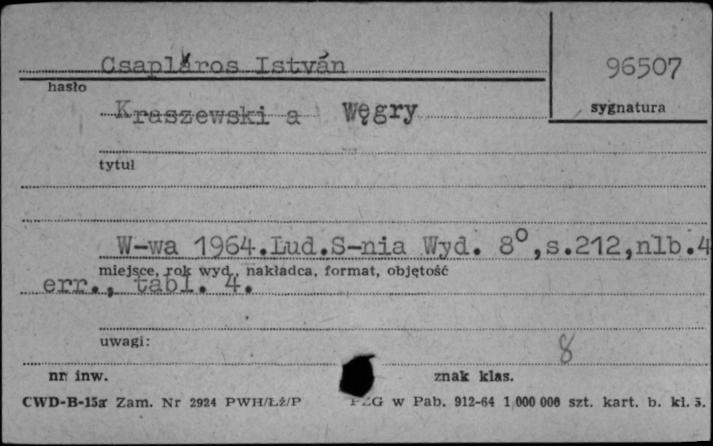 Csapláros István
96507
hasło
sygnatura
Kraszewski a Węgry
tytuł
W-wa 1964.Lud.S-nia Wyd. 8°,s.212,nlb.4
miejsce, rok wyd., nakładca, format, objętość
err., tabl. 4.
uwagi:
8
nr inw.
znak klas.
CWD-B-15a Zam. Nr 2924 PWH/Łż/P
PZG w Pab. 912-64 1 000 000 szt. kart. b. kl. 5.